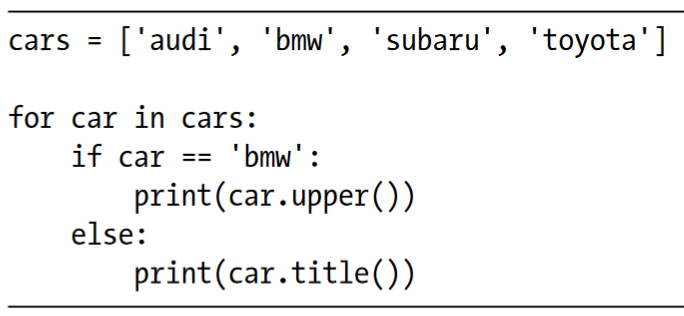 cars = ['audi', 'bmw', 'subaru', 'toyota']
for car in cars:
    if car == 'bmw':
        print(car.upper())
    else:
        print(car.title())